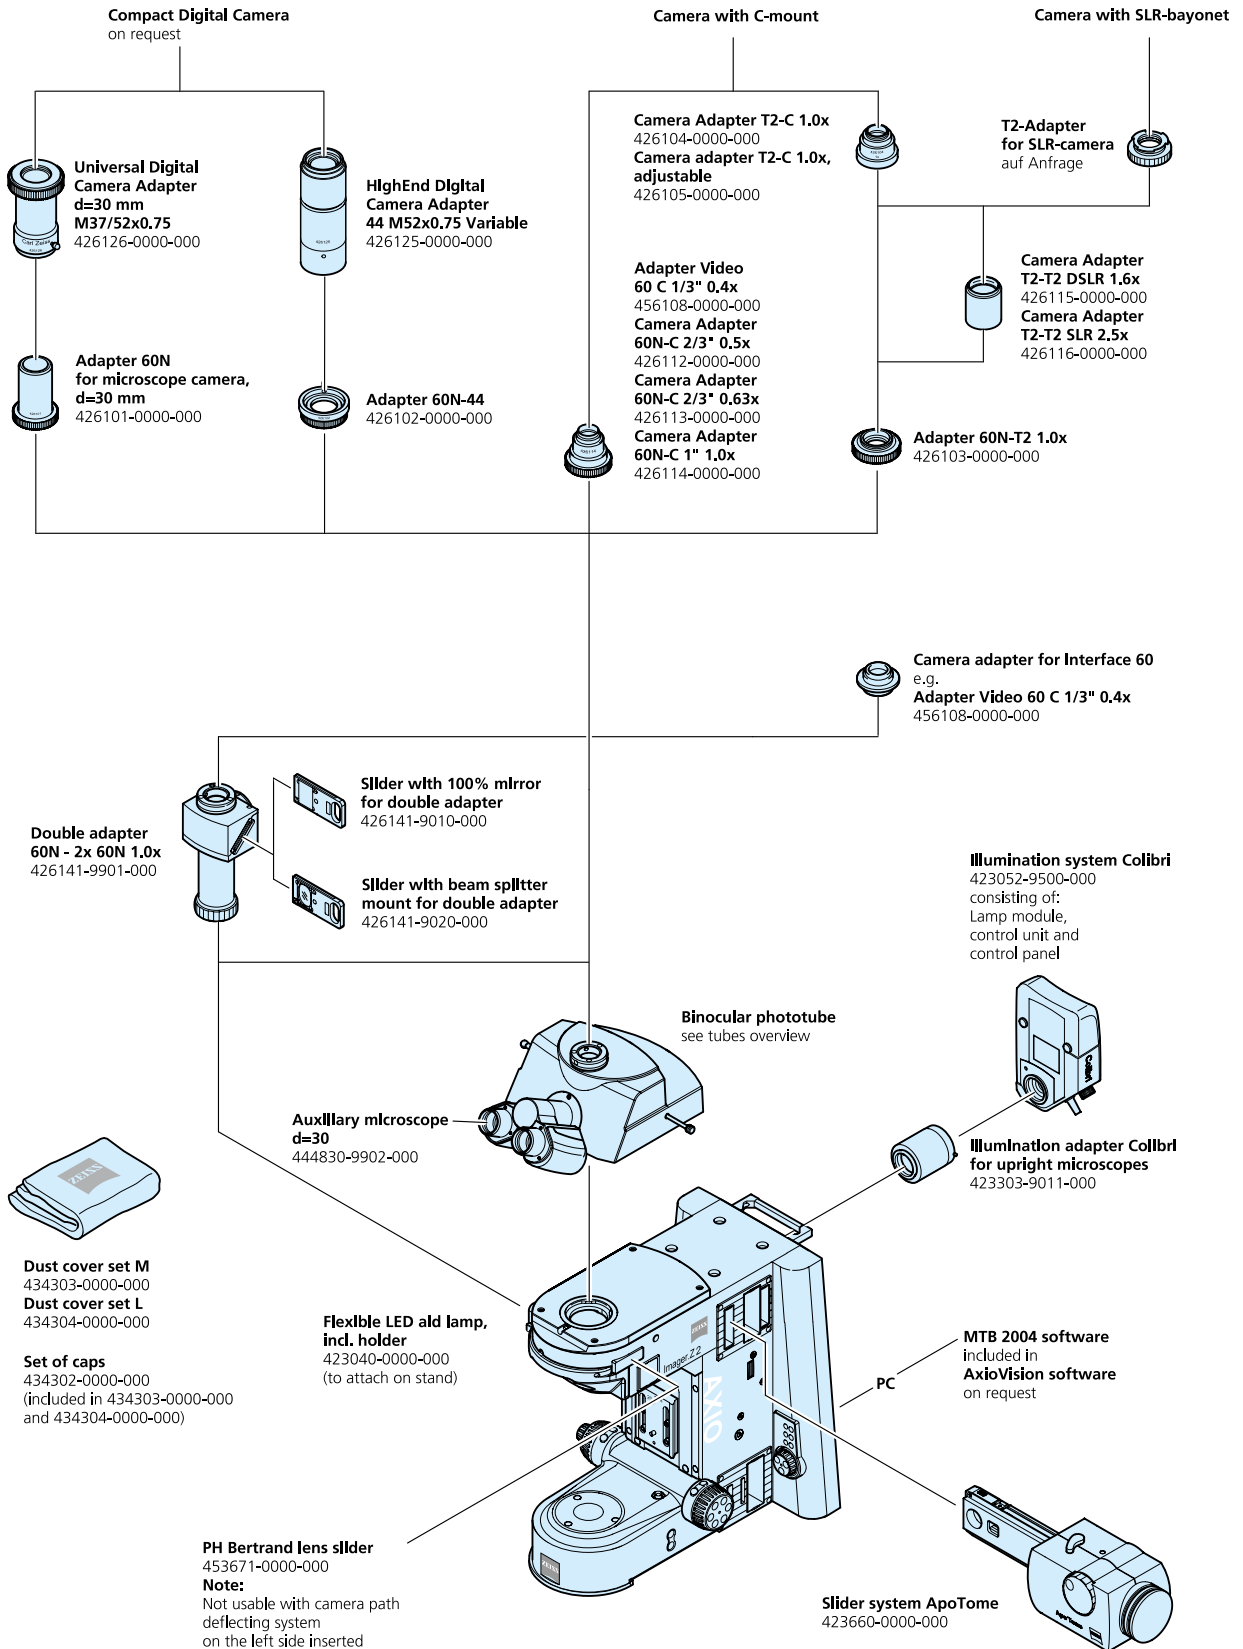 Compact Digital Camera
on request
Camera with C-mount
Camera with SLR-bayonet
Universal Digital
Camera Adapter
d=30 mm
M37/52x0.75
426126-0000-000
HighEnd Digital
Camera Adapter
44 M52x0.75 Variable
426125-0000-000
Camera Adapter T2-C 1.0x
426104-0000-000
Camera adapter T2-C 1.0x,
adjustable
426105-0000-000
T2-Adapter
for SLR-camera
auf Anfrage
Adapter Video
60 C 1/3" 0.4x
456108-0000-000
Camera Adapter
60N-C 2/3" 0.5x
426112-0000-000
Camera Adapter
60N-C 2/3" 0.63x
426113-0000-000
Camera Adapter
60N-C 1" 1.0x
426114-0000-000
Camera Adapter
T2-T2 DSLR 1.6x
426115-0000-000
Camera Adapter
T2-T2 SLR 2.5x
426116-0000-000
Adapter 60N
for microscope camera,
d=30 mm
426101-0000-000
Adapter 60N-44
426102-0000-000
Adapter 60N-T2 1.0x
426103-0000-000
Carl Zeiss
Camera adapter for Interface 60
e.g.
Adapter Video 60 C 1/3" 0.4x
456108-0000-000
Slider with 100% mirror
for double adapter
426141-9010-000
Double adapter
60N - 2x 60N 1.0x
426141-9901-000
Slider with beam splitter
mount for double adapter
426141-9020-000
Illumination system Colibri
423052-9500-000
consisting of:
Lamp module,
control unit and
control panel
Colibri
Binocular phototube
see tubes overview
Auxiliary microscope
d=30
444830-9902-000
Illumination adapter Colibri
for upright microscopes
423303-9011-000
ZEISS
Dust cover set M
434303-0000-000
Dust cover set L
434304-0000-000
Set of caps
434302-0000-000
(included in 434303-0000-000
and 434304-0000-000)
Flexible LED aid lamp,
incl. holder
423040-0000-000
(to attach on stand)
ZEISS
Imager.Z2
AXIO
ZEISS
PC
MTB 2004 software
included in
AxioVision software
on request
PH Bertrand lens slider
453671-0000-000
Note:
Not usable with camera path
deflecting system
on the left side inserted
Slider system ApoTome
423660-0000-000
ApoTome
ZEISS